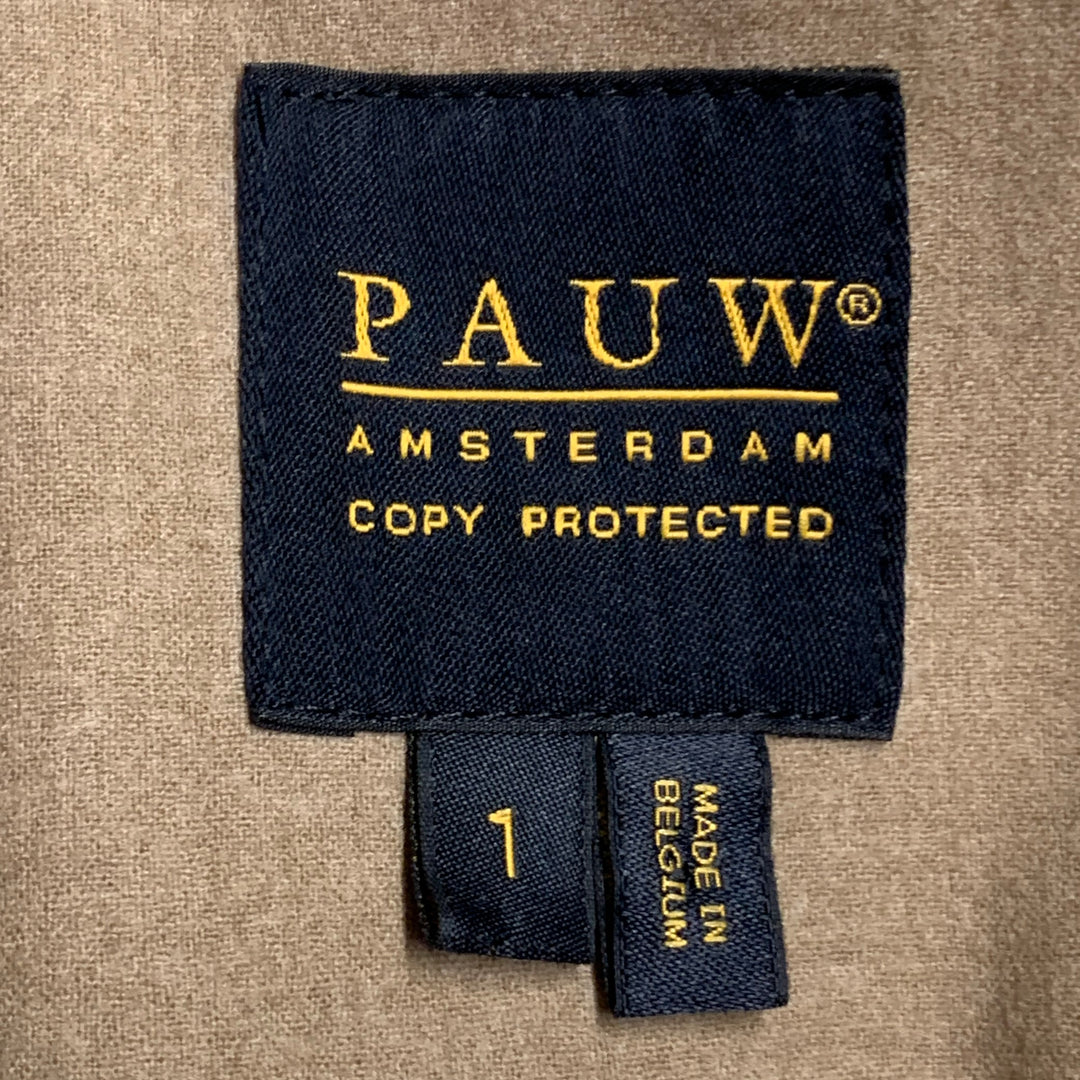 PAUW®
AMSTERDAM
COPY PROTECTED
1
MADE IN
BELGIUM